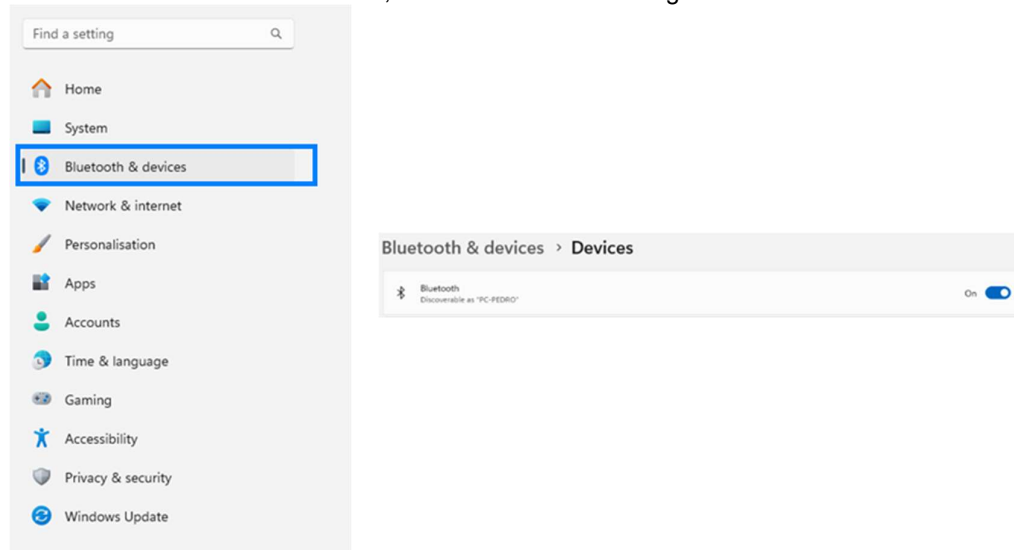 Find a setting
Home
System
Bluetooth & devices
Network & internet
Personalisation
Apps
Accounts
Time & language
Gaming
Accessibility
Privacy & security
Windows Update
Bluetooth & devices > Devices
Bluetooth
Discoverable as "PC-PEDRO"
On